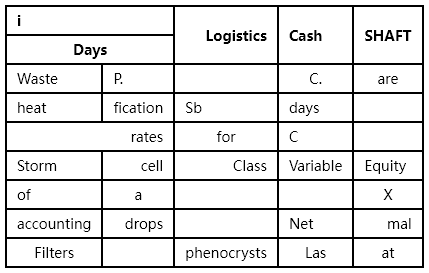 i
Days Logistics Cash SHAFT
Waste P. C. are
heat fication Sb days
rates for C
Storm cell Class Variable Equity
of a X
accounting drops Net mal
Filters phenocrysts Las at